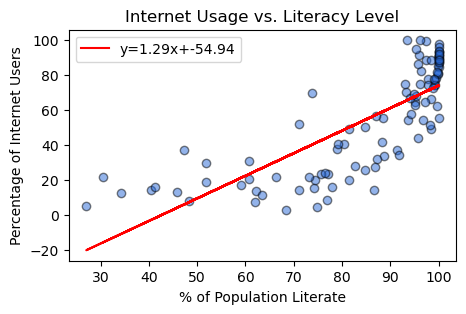 Internet Usage vs. Literacy Level
y=1.29x+-54.94
Percentage of Internet Users
100
80
60
40
20
0
−20
30 40 50 60 70 80 90 100
% of Population Literate